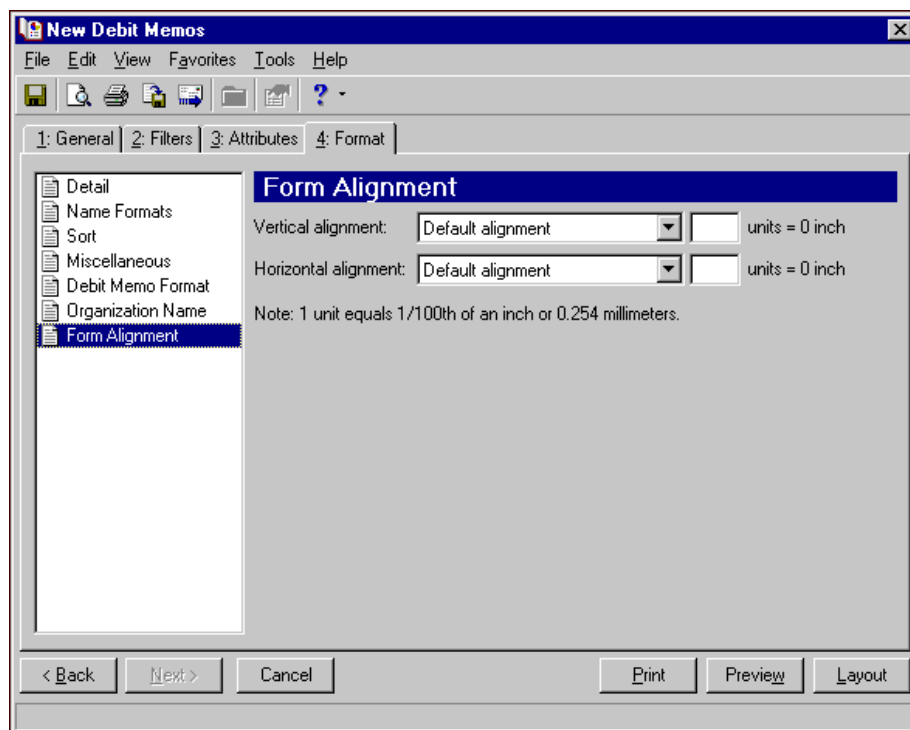 New Debit Memos
File Edit View Favorites Tools Help
1: General 2: Filters 3: Attributes 4: Format
Detail
Name Formats
Sort
Miscellaneous
Debit Memo Format
Organization Name
Form Alignment
Form Alignment
Vertical alignment: Default alignment units = 0 inch
Horizontal alignment: Default alignment units = 0 inch
Note: 1 unit equals 1/100th of an inch or 0.254 millimeters.
< Back Next > Cancel Print Preview Layout